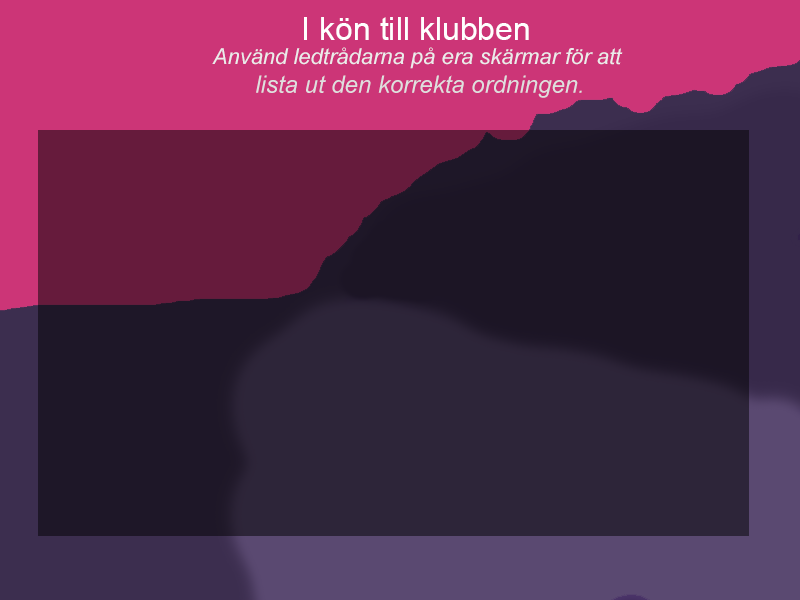 I kön till klubben
Använd ledtrådarna på era skärmar för att
lista ut den korrekta ordningen.